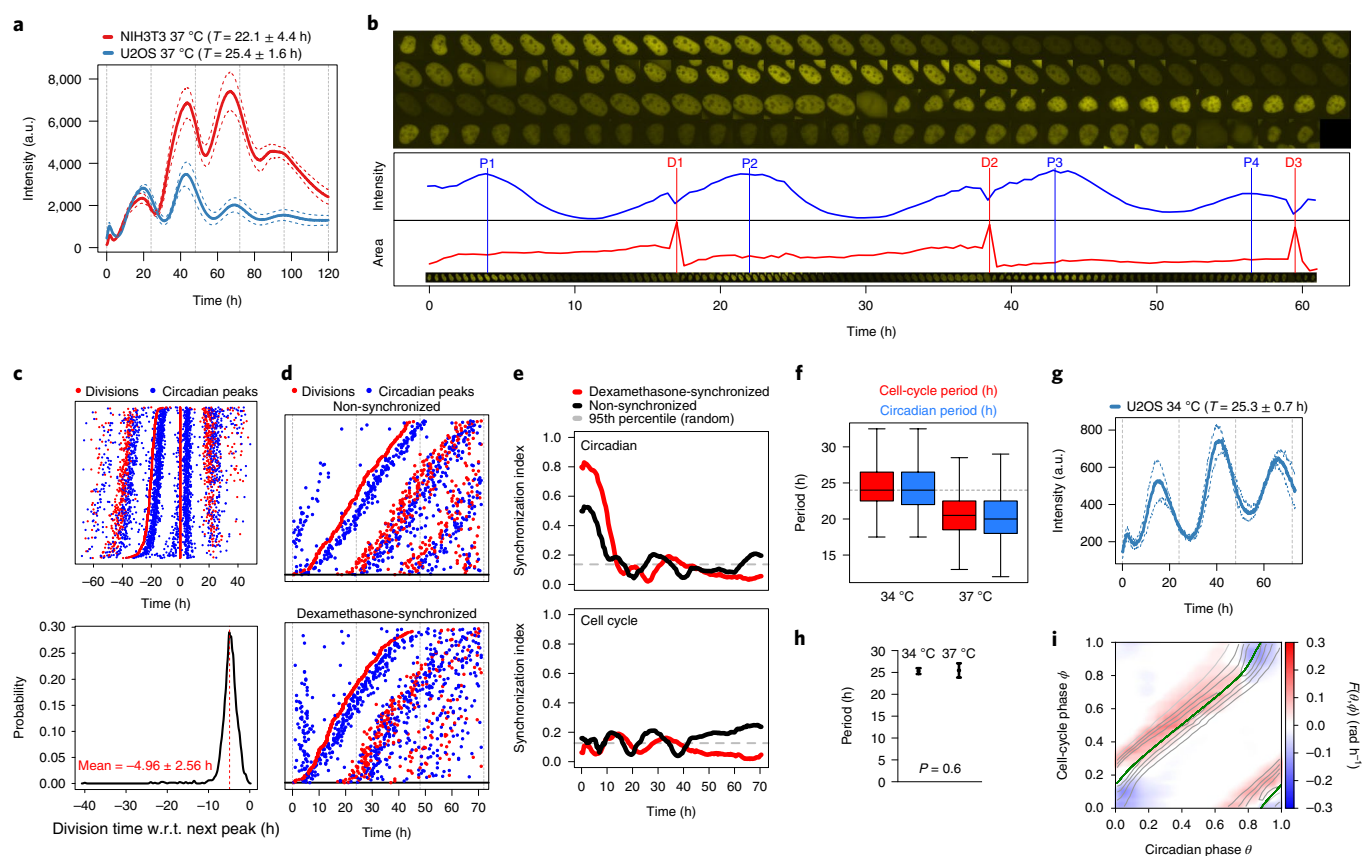 a
NIH3T3 37 °C (T = 22.1 ± 4.4 h)
U2OS 37 °C (T = 25.4 ± 1.6 h)
8,000
6,000
4,000
2,000
0
Intensity (a.u.)
0 20 40 60 80 100 120
Time (h)
b
P1 D1 P2 D2 P3 P4 D3
Intensity
Area
0 10 20 30 40 50 60
Time (h)
c
Divisions Circadian peaks
−60 −40 −20 0 20 40
Time (h)
0.30
0.25
0.20
0.15
0.10
0.05
0.00
Probability
Mean = −4.96 ± 2.56 h
−40 −30 −20 −10 0
Division time w.r.t. next peak (h)
d
Divisions Circadian peaks
Non-synchronized
Dexamethasone-synchronized
0 10 20 30 40 50 60 70
Time (h)
e
Dexamethasone-synchronized
Non-synchronized
95th percentile (random)
Circadian
1.0
0.8
0.6
0.4
0.2
0.0
Synchronization index
Cell cycle
1.0
0.8
0.6
0.4
0.2
0.0
Synchronization index
0 10 20 30 40 50 60 70
Time (h)
f
Cell-cycle period (h)
Circadian period (h)
30
25
20
15
Period (h)
34 °C 37 °C
g
U2OS 34 °C (T = 25.3 ± 0.7 h)
800
600
400
200
Intensity (a.u.)
0 20 40 60
Time (h)
h
34 °C 37 °C
30
25
20
15
10
5
0
Period (h)
P = 0.6
i
1.0
0.8
0.6
0.4
0.2
0.0
Cell-cycle phase ϕ
0.0 0.2 0.4 0.6 0.8 1.0
Circadian phase θ
0.3
0.2
0.1
0.0
−0.1
−0.2
−0.3
F(θ,ϕ) (rad h⁻¹)